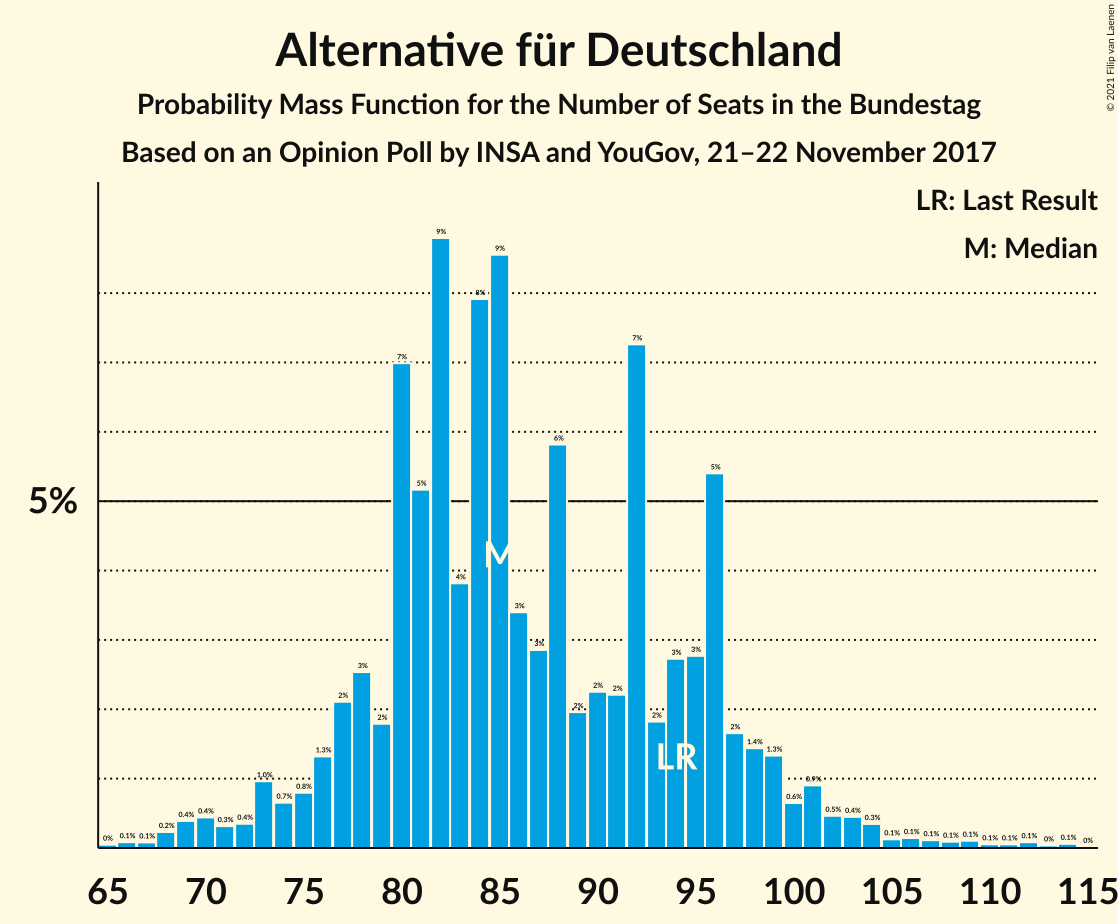 Alternative für Deutschland
Probability Mass Function for the Number of Seats in the Bundestag
Based on an Opinion Poll by INSA and YouGov, 21–22 November 2017
© 2021 Filip van Laenen
LR: Last Result
M: Median
5%
0% 0.1% 0.1% 0.2% 0.4% 0.4% 0.3% 0.4% 1.0% 0.7% 0.8% 1.3% 2% 3% 2% 7% 5% 9% 4% 8% 9% 3% 3% 6% 2% 2% 2% 7% 2% 3% 3% 5% 2% 1.4% 1.3% 0.6% 0.9% 0.5% 0.4% 0.3% 0.1% 0.1% 0.1% 0.1% 0.1% 0.1% 0.1% 0.1% 0% 0.1% 0%
M
LR
65 70 75 80 85 90 95 100 105 110 115